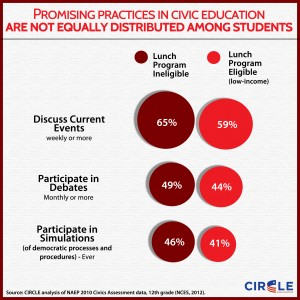 PROMISING PRACTICES IN CIVIC EDUCATION
ARE NOT EQUALLY DISTRIBUTED AMONG STUDENTS
Lunch
Program
Ineligible
Lunch
Program
Eligible
(low-income)
Discuss Current
Events
weekly or more
65%
59%
Participate in
Debates
Monthly or more
49%
44%
Participate in
Simulations
(of democratic processes and
procedures) - Ever
46%
41%
Source: CIRCLE analysis of NAEP 2010 Civics Assessment data, 12th grade (NCES, 2012).
CIRCLE